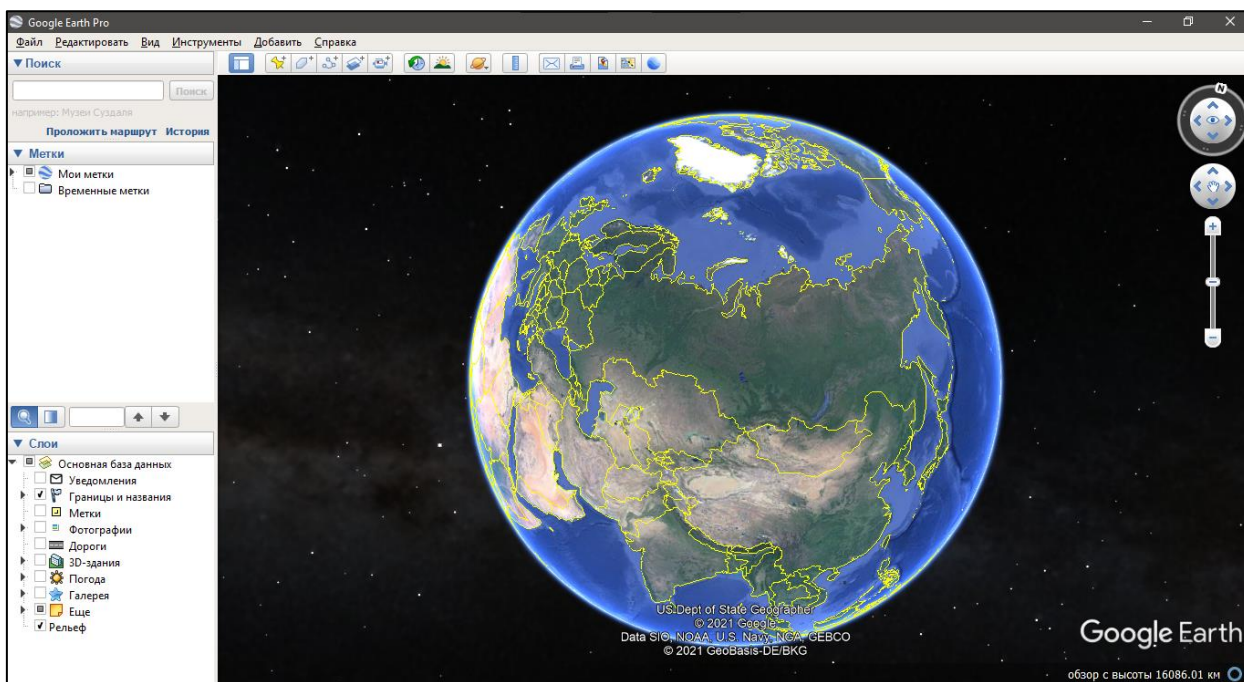 Google Earth Pro
Файл Редактировать Вид Инструменты Добавить Справка
Поиск
Поиск
например: Музеи Суздаля
Проложить маршрут История
Метки
Мои метки
Временные метки
Слои
Основная база данных
Уведомления
Границы и названия
Метки
Фотографии
Дороги
3D-здания
Погода
Галерея
Еще
Рельеф
N
US Dept of State Geographer
© 2021 Google
Data SIO, NOAA, U.S. Navy, NGA, GEBCO
© 2021 GeoBasis-DE/BKG
Google Earth
обзор с высоты 16086.01 км